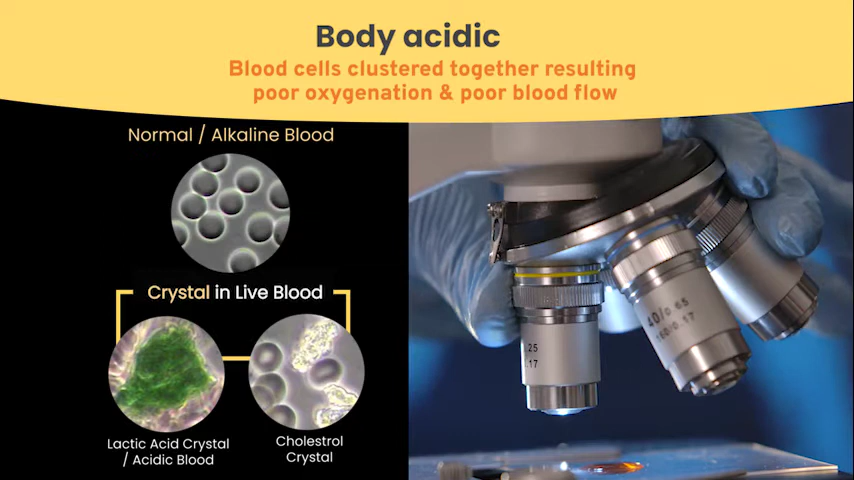 Body acidic
Blood cells clustered together resulting
poor oxygenation & poor blood flow
Normal / Alkaline Blood
Crystal in Live Blood
Lactic Acid Crystal
/ Acidic Blood
Cholestrol
Crystal
25
.17
40/0.65
160/0.17